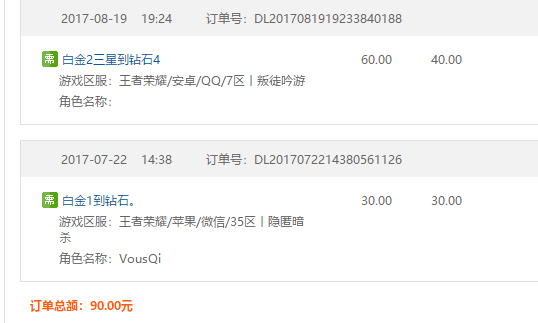 2017-08-19 19:24 订单号：DL2017081919233840188
需 白金2三星到钻石4 60.00 40.00
游戏区服：王者荣耀/安卓/QQ/7区丨叛徒吟游
角色名称：
2017-07-22 14:38 订单号：DL2017072214380561126
需 白金1到钻石。 30.00 30.00
游戏区服：王者荣耀/苹果/微信/35区丨隐匿暗
杀
角色名称：VousQi
订单总额：90.00元